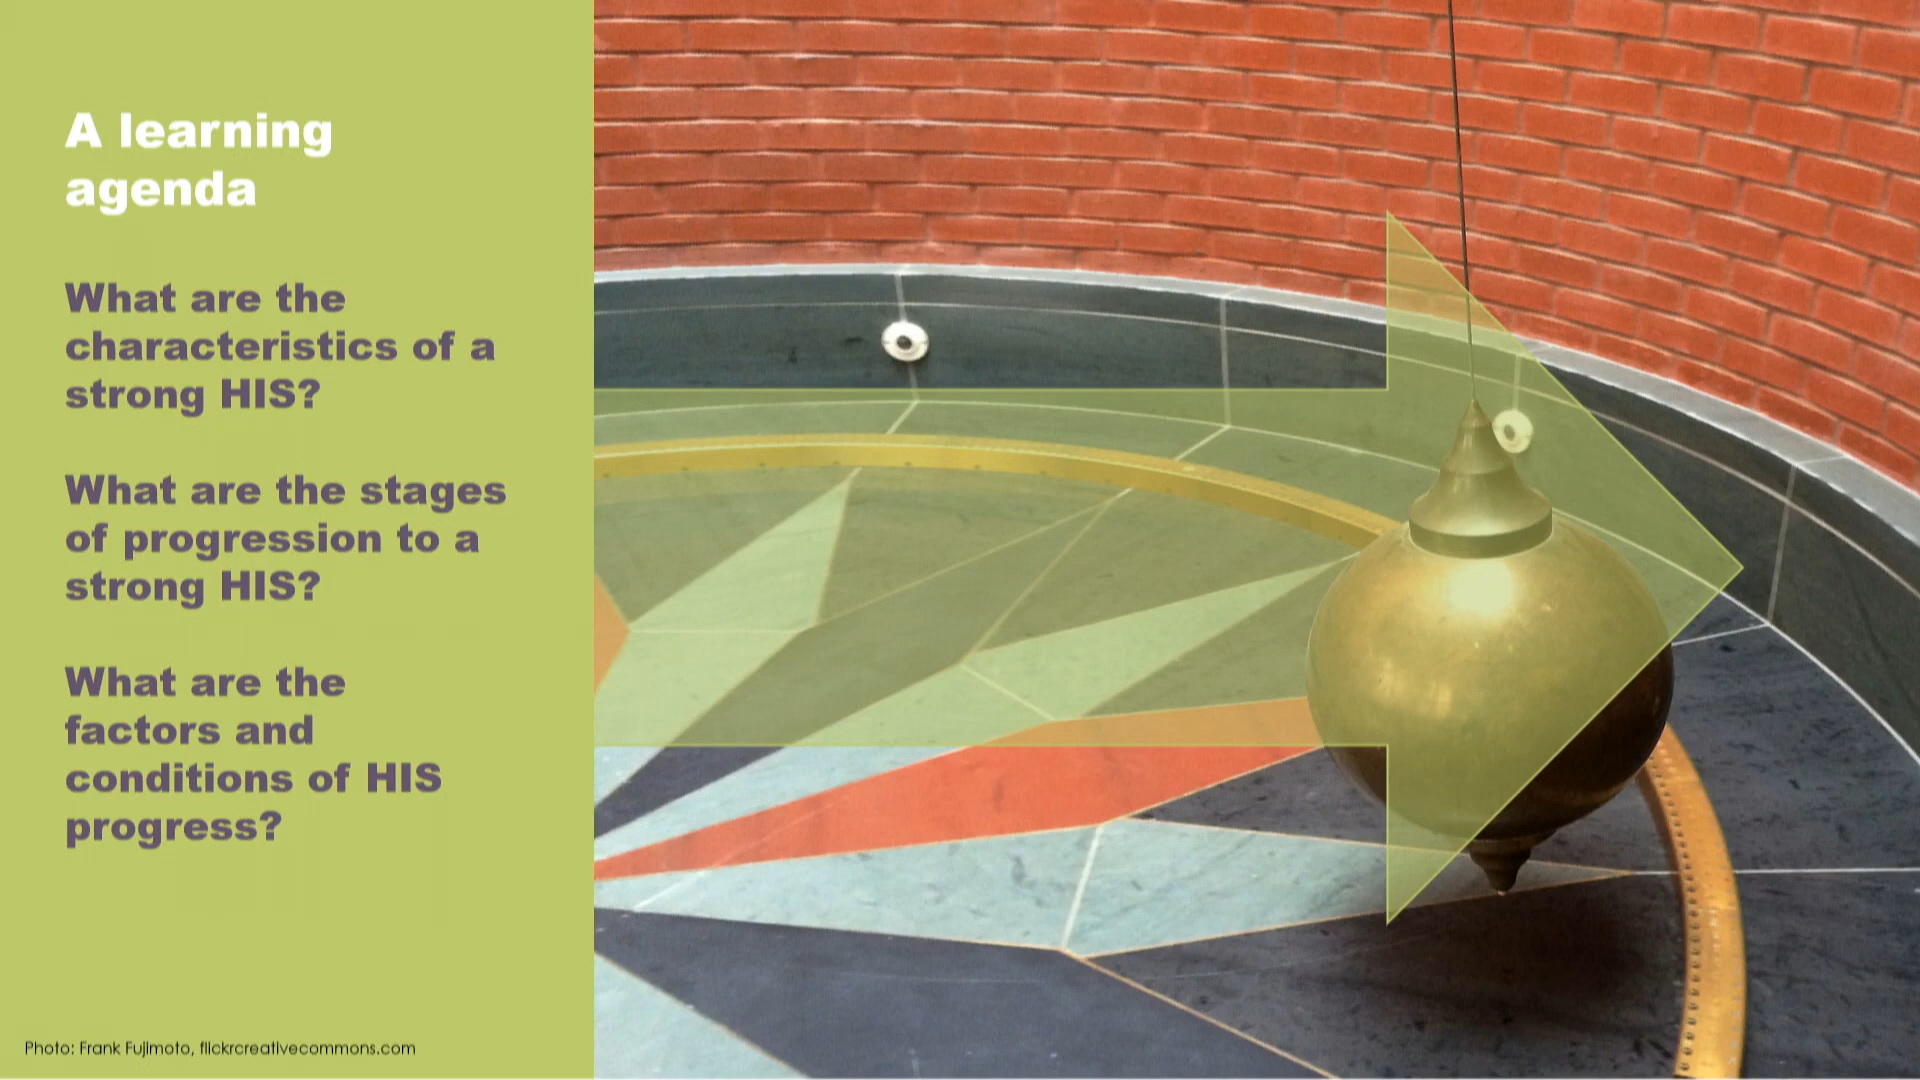 A learning
agenda
What are the
characteristics of a
strong HIS?
What are the stages
of progression to a
strong HIS?
What are the
factors and
conditions of HIS
progress?
Photo: Frank Fujimoto, flickrcreativecommons.com